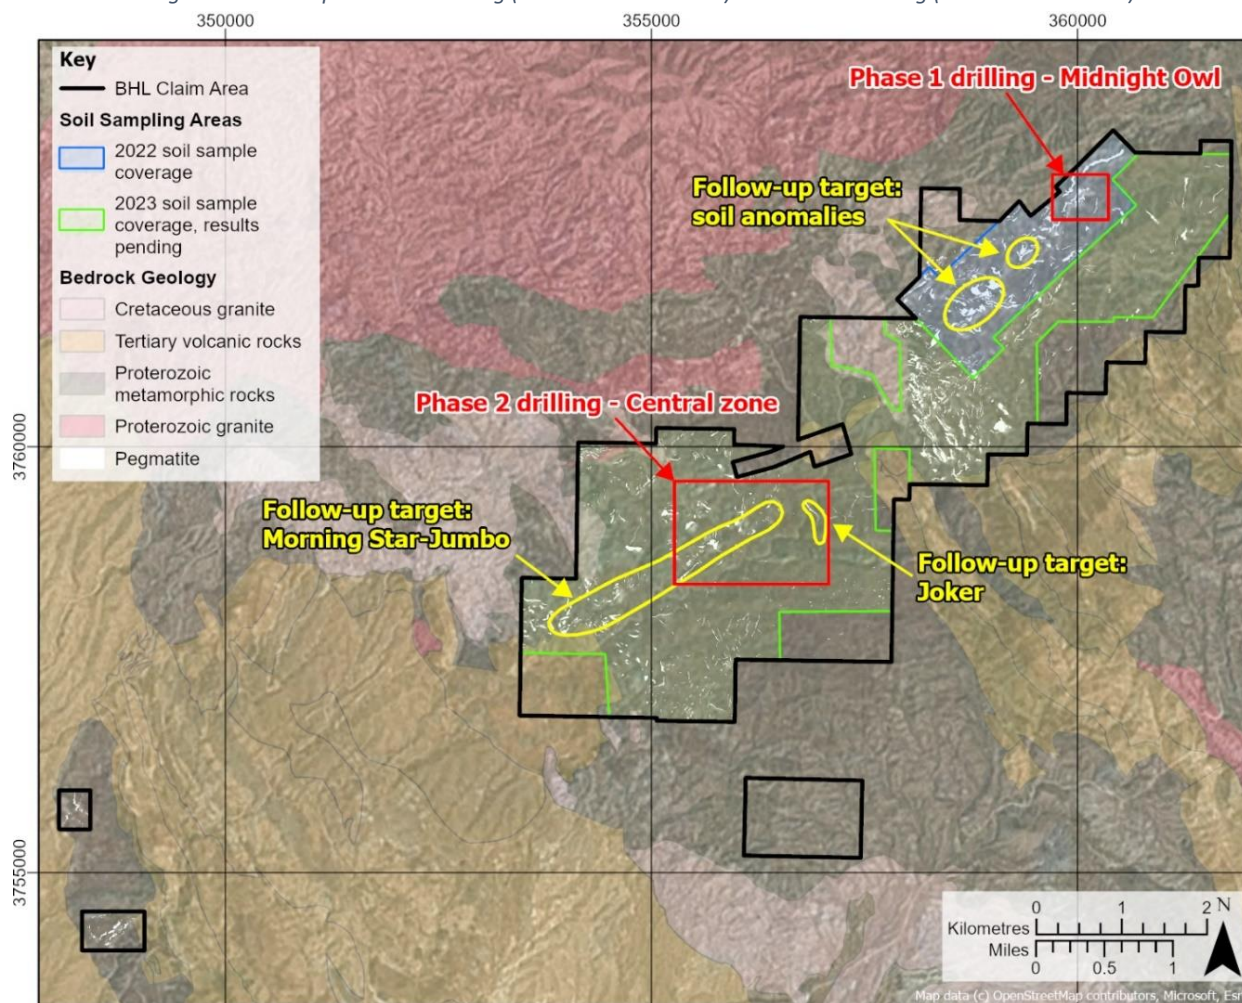 350000
355000
360000
Key
BHL Claim Area
Soil Sampling Areas
2022 soil sample
coverage
2023 soil sample
coverage, results
pending
Bedrock Geology
Cretaceous granite
Tertiary volcanic rocks
Proterozoic
metamorphic rocks
Proterozoic granite
Pegmatite
Phase 1 drilling - Midnight Owl
Follow-up target:
soil anomalies
Phase 2 drilling - Central zone
3760000
Follow-up target:
Morning Star-Jumbo
Follow-up target:
Joker
3755000
0 1 2 N
Kilometres
Miles
0 0.5 1
Map data (c) OpenStreetMap contributors, Microsoft,